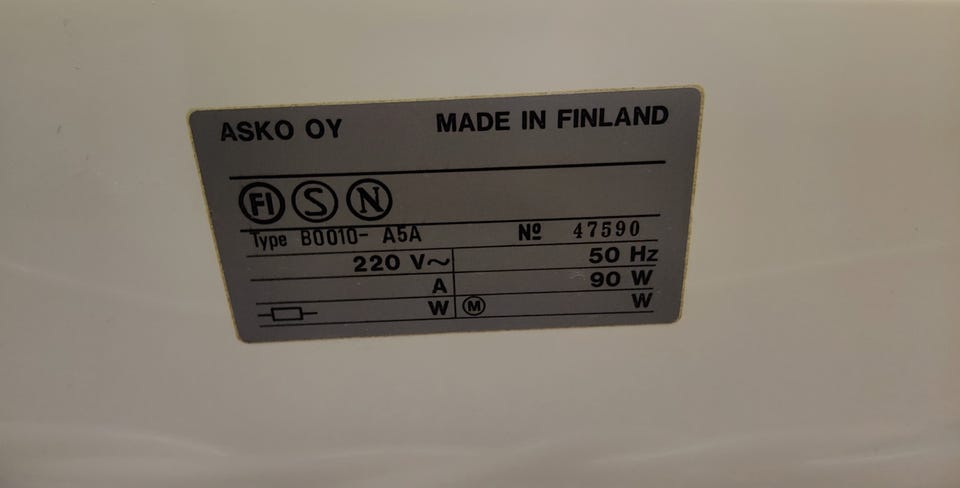 ASKO OY MADE IN FINLAND
FI S N
Type B0010- A5A Nº 47590
220 V~ 50 Hz
A 90 W
W M W